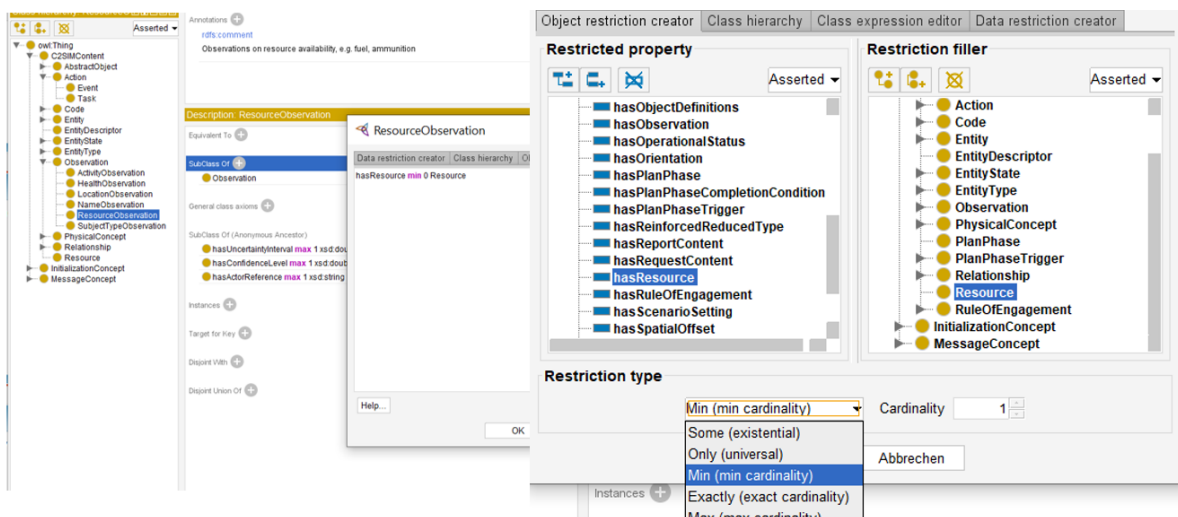 Asserted
owl:Thing
C2SIMContent
AbstractObject
Action
Event
Task
Code
Entity
EntityDescriptor
EntityState
EntityType
Observation
ActivityObservation
HealthObservation
LocationObservation
NameObservation
ResourceObservation
SubjectTypeObservation
PhysicalConcept
Relationship
Resource
InitializationConcept
MessageConcept
Annotations
rdfs:comment
Observations on resource availability, e.g. fuel, ammunition
Description: ResourceObservation
Equivalent To
SubClass Of
Observation
General class axioms
SubClass Of (Anonymous Ancestor)
hasUncertaintyInterval max 1 xsd:dou
hasConfidenceLevel max 1 xsd:doub
hasActorReference max 1 xsd:string
Instances
Target for Key
Disjoint With
Disjoint Union Of
ResourceObservation
Data restriction creator Class hierarchy
hasResource min 0 Resource
Help...
OK
Object restriction creator Class hierarchy Class expression editor Data restriction creator
Restricted property
Asserted
hasObjectDefinitions
hasObservation
hasOperationalStatus
hasOrientation
hasPlanPhase
hasPlanPhaseCompletionCondition
hasPlanPhaseTrigger
hasReinforcedReducedType
hasReportContent
hasRequestContent
hasResource
hasRuleOfEngagement
hasScenarioSetting
hasSpatialOffset
Restriction filler
Asserted
Action
Code
Entity
EntityDescriptor
EntityState
EntityType
Observation
PhysicalConcept
PlanPhase
PlanPhaseTrigger
Relationship
Resource
RuleOfEngagement
InitializationConcept
MessageConcept
Restriction type
Min (min cardinality)
Cardinality 1
Some (existential)
Only (universal)
Min (min cardinality)
Exactly (exact cardinality)
Max (max cardinality)
Abbrechen
Instances